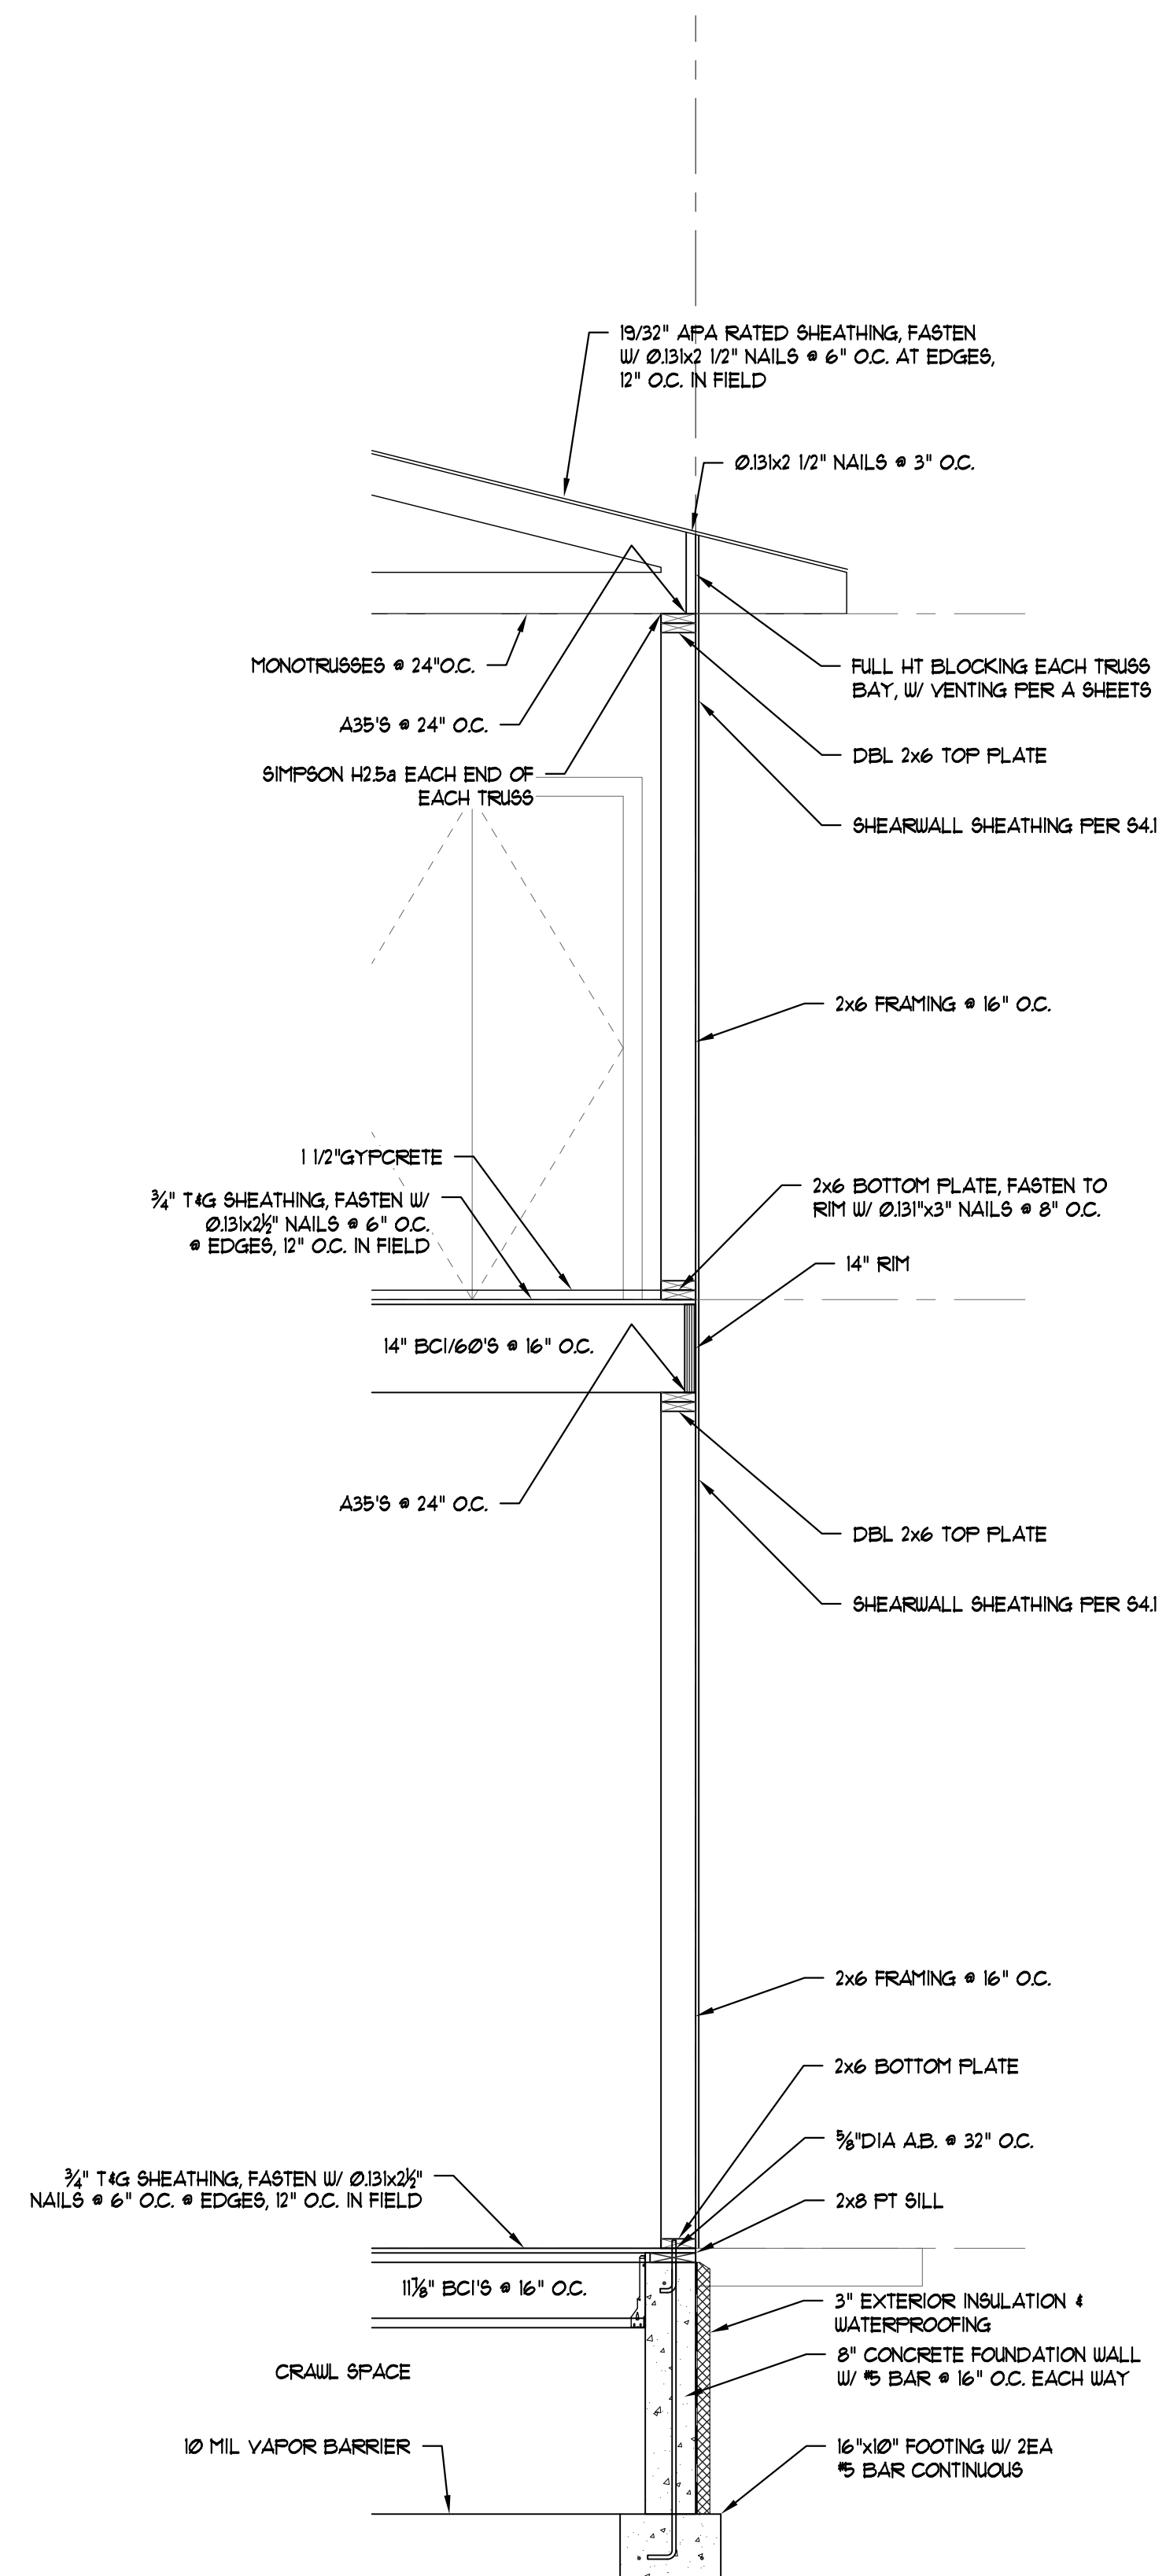 19/32" APA RATED SHEATHING, FASTEN
W/ Ø.131x2 1/2" NAILS @ 6" O.C. AT EDGES,
12" O.C. IN FIELD
Ø.131x2 1/2" NAILS @ 3" O.C.
MONOTRUSSES @ 24"O.C.
FULL HT BLOCKING EACH TRUSS
BAY, W/ VENTING PER A SHEETS
A35'S @ 24" O.C.
DBL 2x6 TOP PLATE
SIMPSON H2.5a EACH END OF
EACH TRUSS
SHEARWALL SHEATHING PER S4.1
2x6 FRAMING @ 16" O.C.
1 1/2"GYPCRETE
¾" T&G SHEATHING, FASTEN W/
Ø.131x2½" NAILS @ 6" O.C.
@ EDGES, 12" O.C. IN FIELD
2x6 BOTTOM PLATE, FASTEN TO
RIM W/ Ø.131"x3" NAILS @ 8" O.C.
14" RIM
14" BCI/60'S @ 16" O.C.
A35'S @ 24" O.C.
DBL 2x6 TOP PLATE
SHEARWALL SHEATHING PER S4.1
2x6 FRAMING @ 16" O.C.
2x6 BOTTOM PLATE
⅝"DIA A.B. @ 32" O.C.
¾" T&G SHEATHING, FASTEN W/ Ø.131x2½"
NAILS @ 6" O.C. @ EDGES, 12" O.C. IN FIELD
2x8 PT SILL
11⅞" BCI'S @ 16" O.C.
3" EXTERIOR INSULATION &
WATERPROOFING
8" CONCRETE FOUNDATION WALL
W/ #5 BAR @ 16" O.C. EACH WAY
CRAWL SPACE
10 MIL VAPOR BARRIER
16"x10" FOOTING W/ 2EA
#5 BAR CONTINUOUS